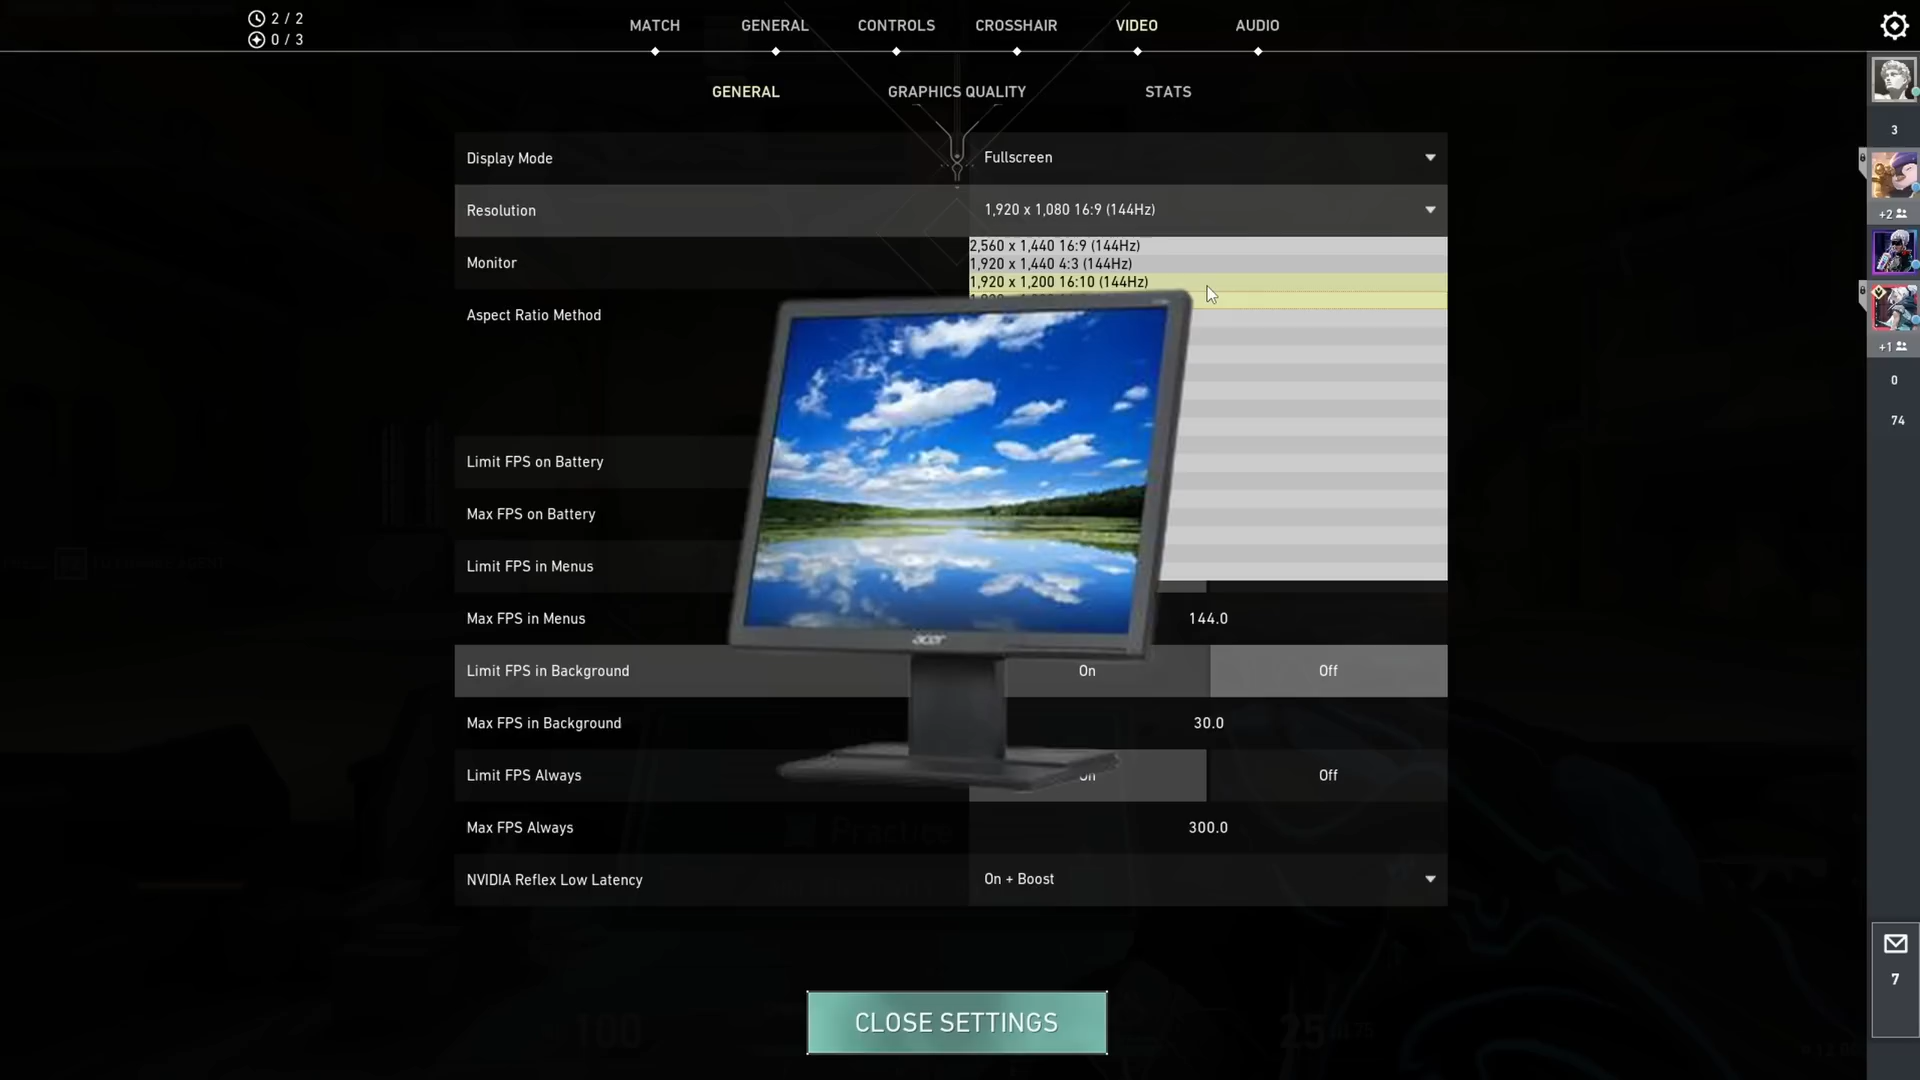 2 / 2
0 / 3
MATCH GENERAL CONTROLS CROSSHAIR VIDEO AUDIO
GENERAL GRAPHICS QUALITY STATS
Display Mode Fullscreen
Resolution 1,920 x 1,080 16:9 (144Hz)
2,560 x 1,440 16:9 (144Hz)
Monitor 1,920 x 1,440 4:3 (144Hz)
1,920 x 1,200 16:10 (144Hz)
Aspect Ratio Method
Limit FPS on Battery
Max FPS on Battery
Limit FPS in Menus
Max FPS in Menus 144.0
acer
Limit FPS in Background On Off
Max FPS in Background 30.0
Limit FPS Always On Off
Max FPS Always 300.0
Practice
NVIDIA Reflex Low Latency On + Boost
CLOSE SETTINGS
100
25
3
+2
+1
0
74
7